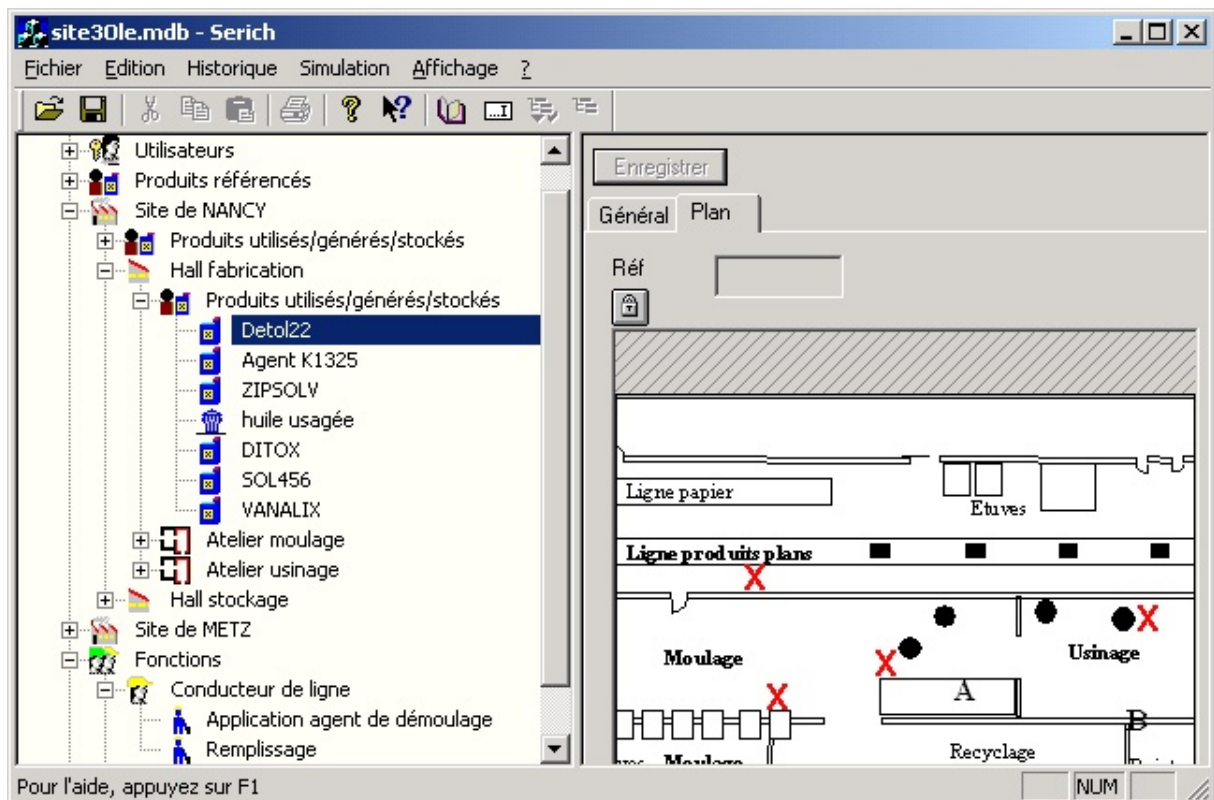 site30le.mdb - Serich
Fichier Edition Historique Simulation Affichage ?
Utilisateurs
Produits référencés
Site de NANCY
Produits utilisés/générés/stockés
Hall fabrication
Produits utilisés/générés/stockés
Detol22
Agent K1325
ZIPSOLV
huile usagée
DITOX
SOL456
VANALIX
Atelier moulage
Atelier usinage
Hall stockage
Site de METZ
Fonctions
Conducteur de ligne
Application agent de démoulage
Remplissage
Enregistrer
Général Plan
Réf
Ligne papier
Etuves
Ligne produits plans
X
X
Moulage
X
Usinage
X
A
B
Recyclage
Moulage
Pour l'aide, appuyez sur F1
NUM